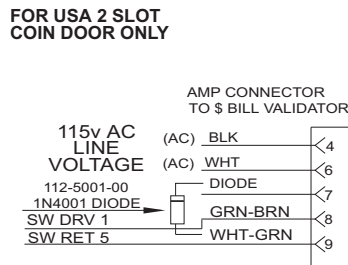 FOR USA 2 SLOT
COIN DOOR ONLY
AMP CONNECTOR
TO $ BILL VALIDATOR
115v AC
LINE
VOLTAGE
(AC) BLK
4
(AC) WHT
6
112-5001-00
1N4001 DIODE
DIODE
7
SW DRV 1
GRN-BRN
8
SW RET 5
WHT-GRN
9